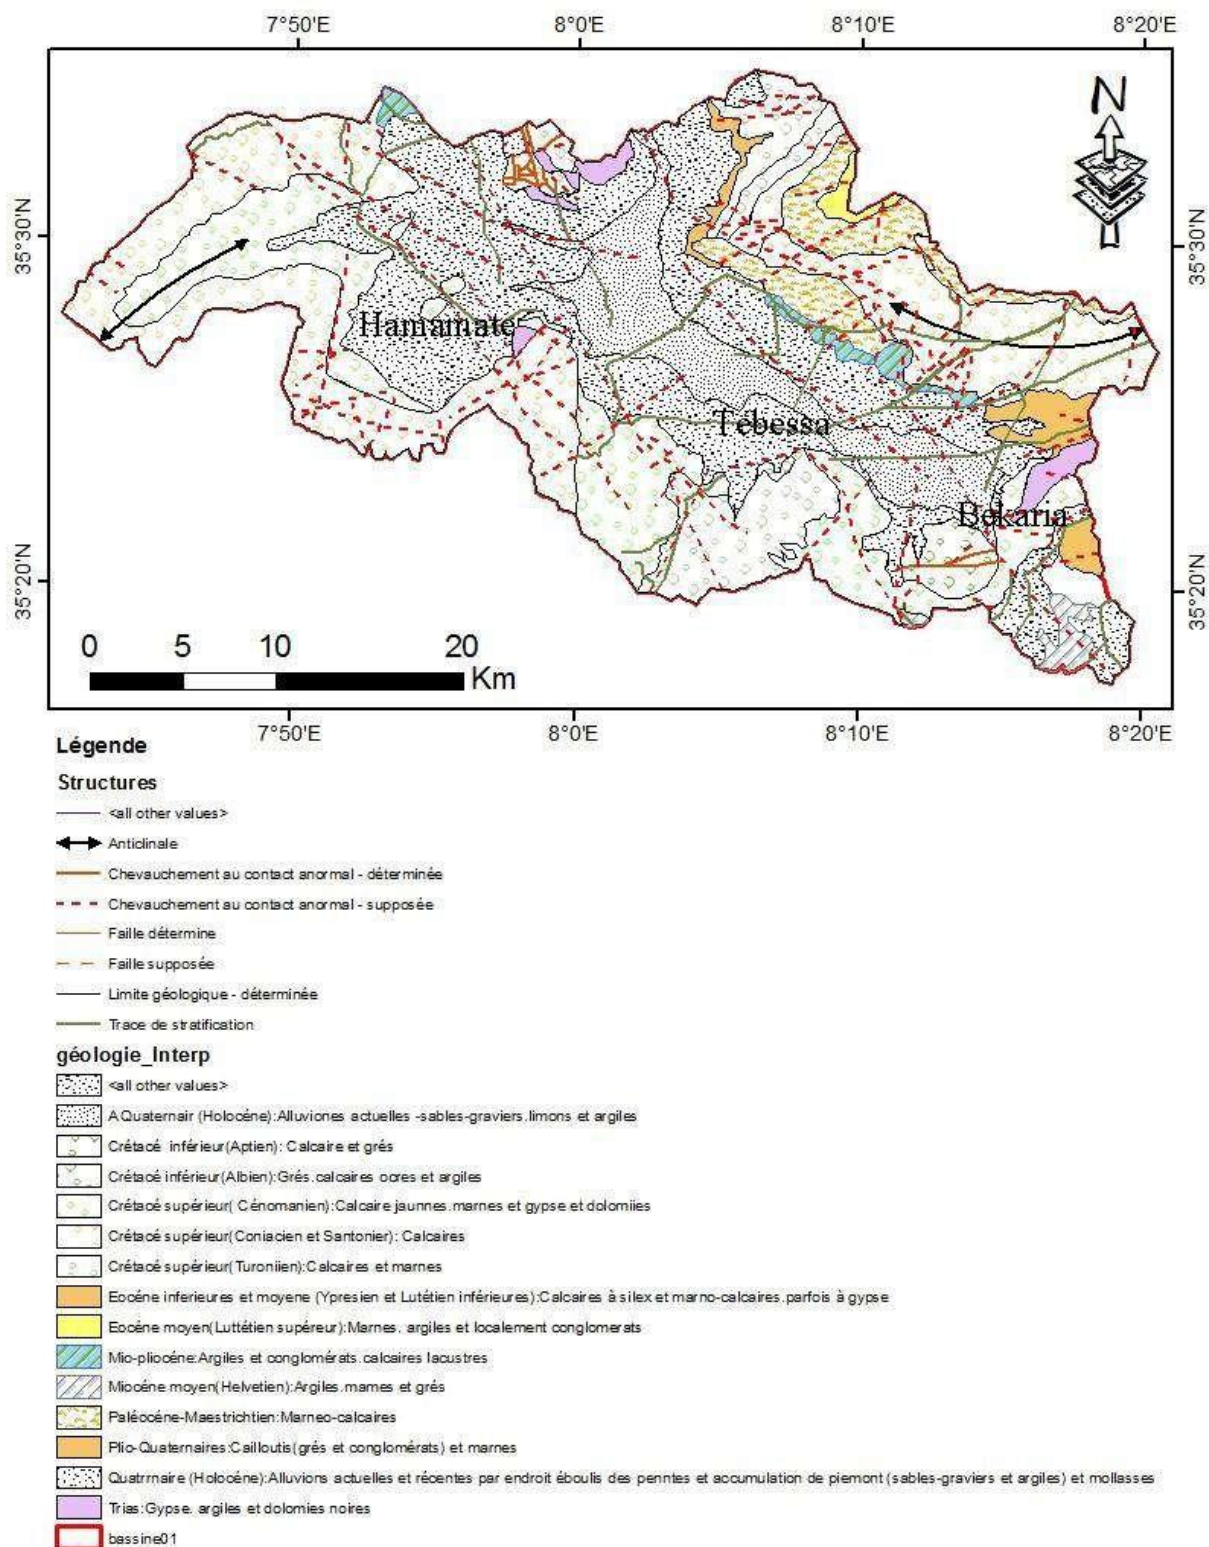 7°50'E 8°0'E 8°10'E 8°20'E
N
35°30'N 35°30'N
Hamamate
Tébessa
Bekaria
35°20'N 35°20'N
0 5 10 20
Km
7°50'E 8°0'E 8°10'E 8°20'E
Légende
Structures
<all other values>
Anticlinale
Chevauchement au contact anormal - déterminée
Chevauchement au contact anormal - supposée
Faille détermine
Faille supposée
Limite géologique - déterminée
Trace de stratification
géologie_Interp
<all other values>
AQuaternair (Holocéne):Alluviones actuelles -sables-graviers.limons et argiles
Crétacé inférieur(Aptien): Calcaire et grés
Crétacé inférieur(Albien):Grés.calcaires ocres et argiles
Crétacé supérieur( Cénomanien):Calcaire jaunnes.marnes et gypse et dolomiies
Crétacé supérieur(Coniacien et Santonier): Calcaires
Crétacé supérieur(Turoniien):Calcaires et marnes
Eocéne inferieures et moyene (Ypresien et Lutétien inférieures):Calcaires à silex et marno-calcaires.parfois à gypse
Eocéne moyen(Luttétien supéreur):Marnes. argiles et localement conglomerats
Mio-pliocéne:Argiles et conglomérats.calcaires lacustres
Miocéne moyen(Helvetien):Argiles.marnes et grés
Paléocéne-Maestrichtien:Marneo-calcaires
Plio-Quaternaires:Cailloutis(grés et conglomérats) et marnes
Quatrrnaire (Holocéne):Alluvions actuelles et récentes par endroit éboulis des penntes et accumulation de piemont (sables-graviers et argiles) et mollasses
Trias:Gypse. argiles et dolomies noires
bassine01